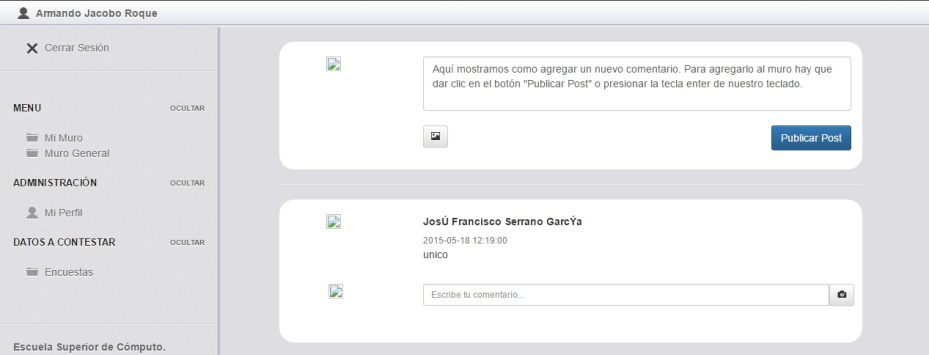 Armando Jacobo Roque
Cerrar Sesión
MENU
OCULTAR
Mi Muro
Muro General
ADMINISTRACIÓN
OCULTAR
Mi Perfil
DATOS A CONTESTAR
OCULTAR
Encuestas
Escuela Superior de Cómputo.
Aquí mostramos como agregar un nuevo comentario. Para agregarlo al muro hay que
dar clic en el botón "Publicar Post" o presionar la tecla enter de nuestro teclado.
Publicar Post
JosÚ Francisco Serrano GarcÝa
2015-05-18 12:19:00
unico
Escribe tu comentario...